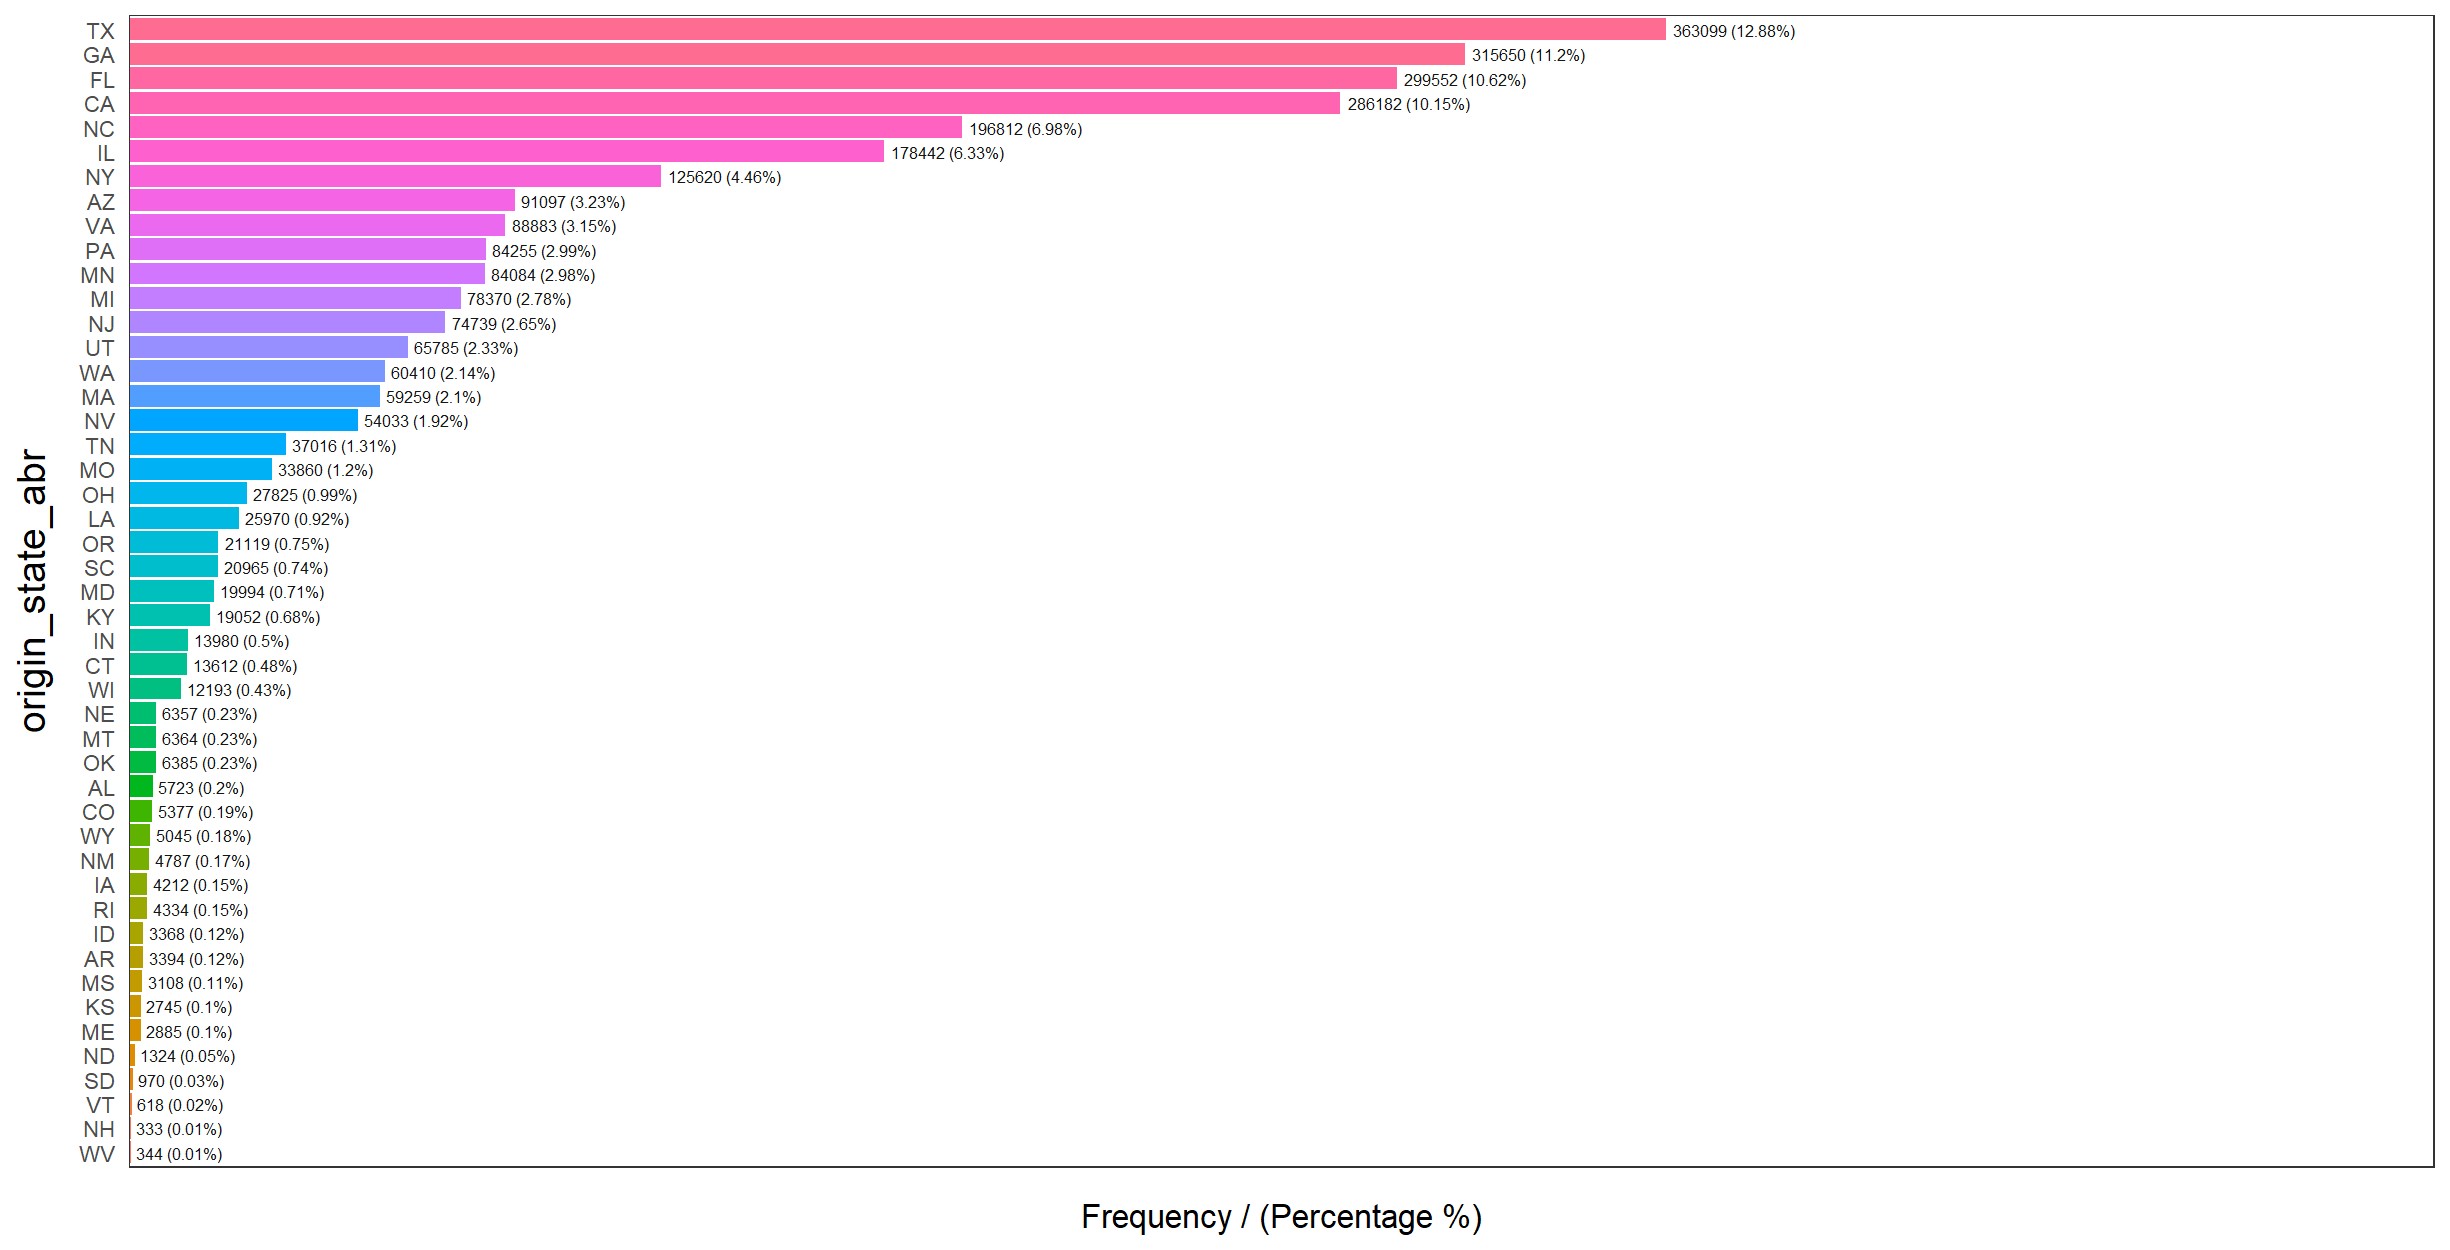 TX 363099 (12.88%)
GA 315650 (11.2%)
FL 299552 (10.62%)
CA 286182 (10.15%)
NC 196812 (6.98%)
IL 178442 (6.33%)
NY 125620 (4.46%)
AZ 91097 (3.23%)
VA 88883 (3.15%)
PA 84255 (2.99%)
MN 84084 (2.98%)
MI 78370 (2.78%)
NJ 74739 (2.65%)
UT 65785 (2.33%)
WA 60410 (2.14%)
MA 59259 (2.1%)
NV 54033 (1.92%)
TN 37016 (1.31%)
MO 33860 (1.2%)
OH 27825 (0.99%)
LA 25970 (0.92%)
OR 21119 (0.75%)
SC 20965 (0.74%)
MD 19994 (0.71%)
KY 19052 (0.68%)
IN 13980 (0.5%)
CT 13612 (0.48%)
WI 12193 (0.43%)
NE 6357 (0.23%)
MT 6364 (0.23%)
OK 6385 (0.23%)
AL 5723 (0.2%)
CO 5377 (0.19%)
WY 5045 (0.18%)
NM 4787 (0.17%)
IA 4212 (0.15%)
RI 4334 (0.15%)
ID 3368 (0.12%)
AR 3394 (0.12%)
MS 3108 (0.11%)
KS 2745 (0.1%)
ME 2885 (0.1%)
ND 1324 (0.05%)
SD 970 (0.03%)
VT 618 (0.02%)
NH 333 (0.01%)
WV 344 (0.01%)
origin_state_abr
Frequency / (Percentage %)